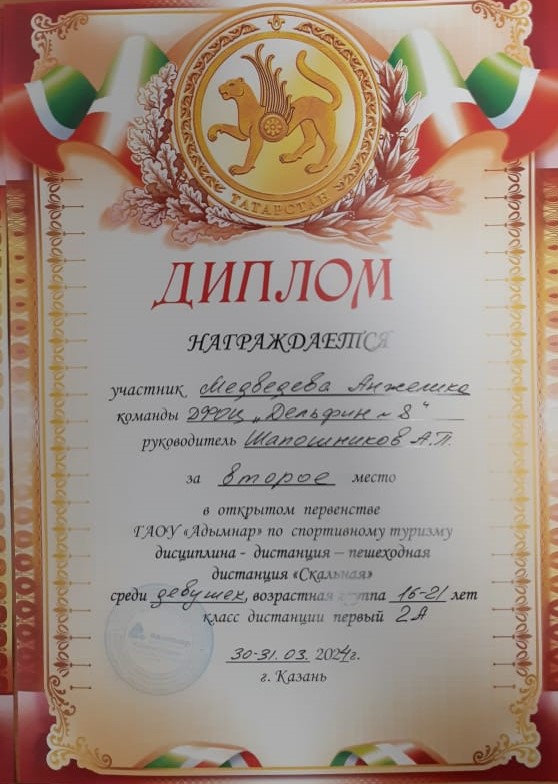 ТАТАРСТАН
ДИПЛОМ
НАГРАЖДАЕТСЯ
участник Медведева Анжелика
команды ДФОЦ „Дельфин ~ 8“
руководитель Шапошников А.П.
за второе место
в открытом первенстве
ГАОУ «Адымнар» по спортивному туризму
дисциплина - дистанция – пешеходная
дистанция «Скальная»
среди девушек, возрастная группа 16-21 лет
класс дистанции первый 2А
30-31.03. 2024г.
г. Казань